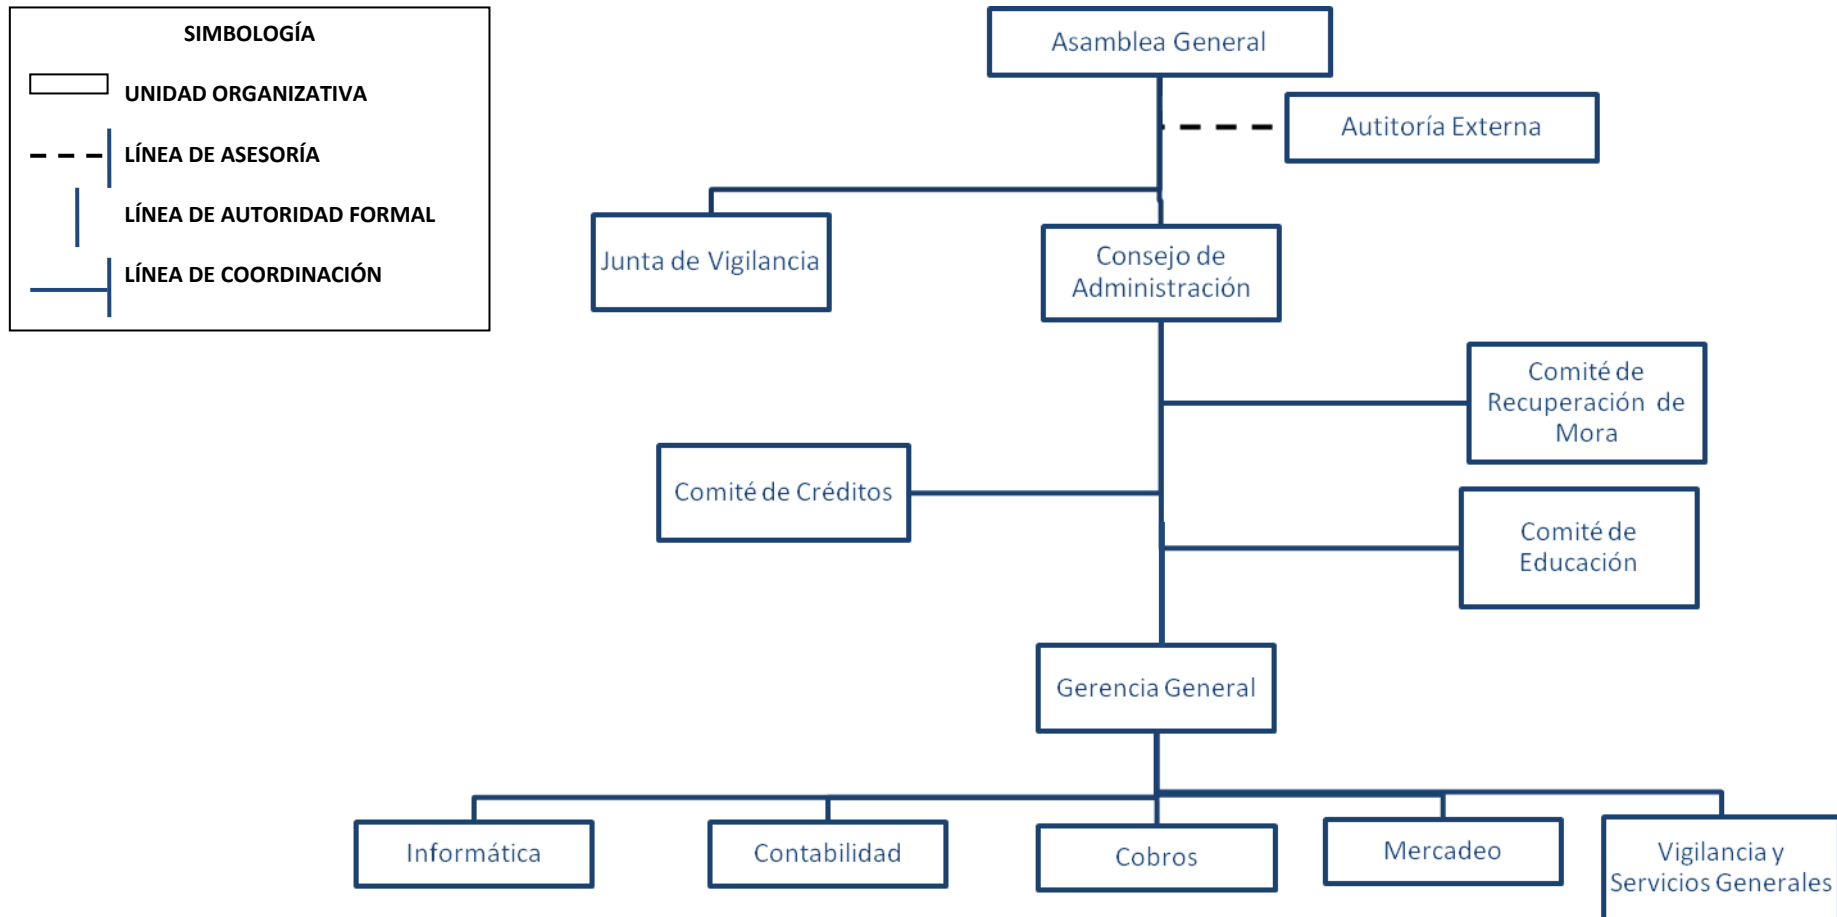 SIMBOLOGÍA
UNIDAD ORGANIZATIVA
LÍNEA DE ASESORÍA
LÍNEA DE AUTORIDAD FORMAL
LÍNEA DE COORDINACIÓN
Asamblea General
Autitoría Externa
Junta de Vigilancia
Consejo de
Administración
Comité de
Recuperación de
Mora
Comité de Créditos
Comité de
Educación
Gerencia General
Informática
Contabilidad
Cobros
Mercadeo
Vigilancia y
Servicios Generales